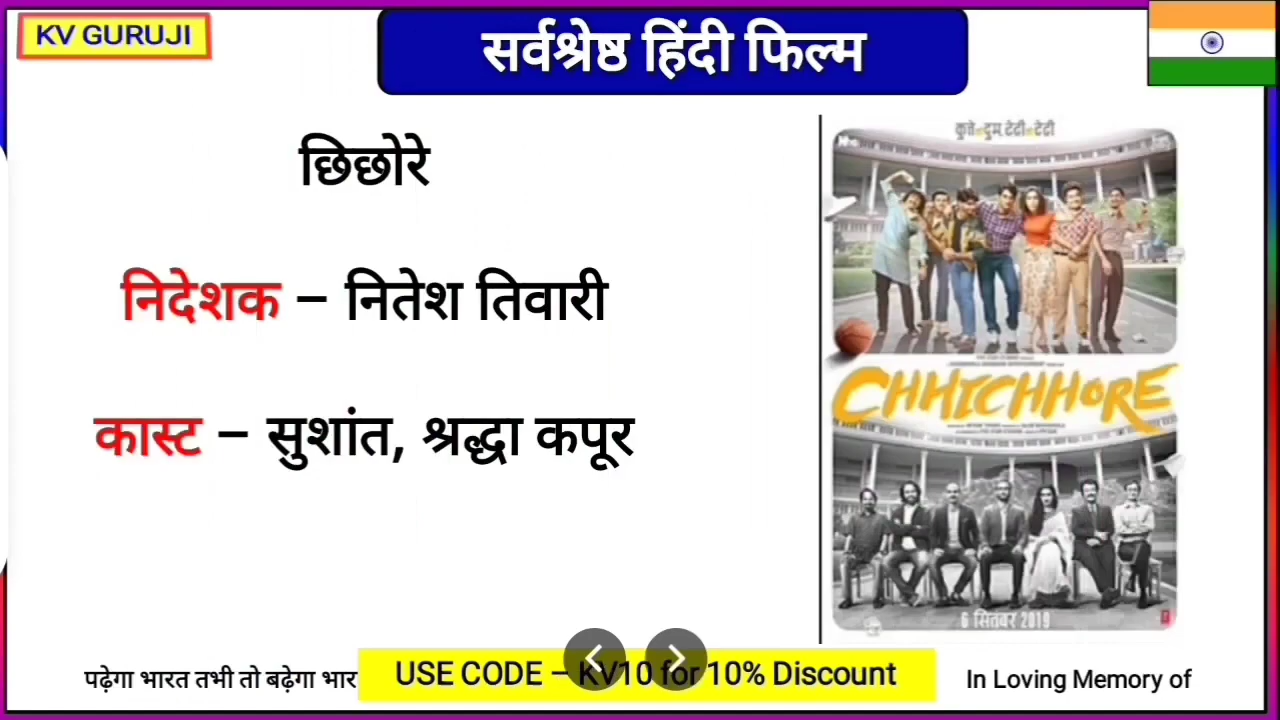 KV GURUJI
सर्वश्रेष्ठ हिंदी फिल्म
छिछोरे
निदेशक – नितेश तिवारी
कास्ट – सुशांत, श्रद्धा कपूर
CHHICHHORE
6 सितंबर 2019
पढ़ेगा भारत तभी तो बढ़ेगा भार
USE CODE – KV10 for 10% Discount
In Loving Memory of